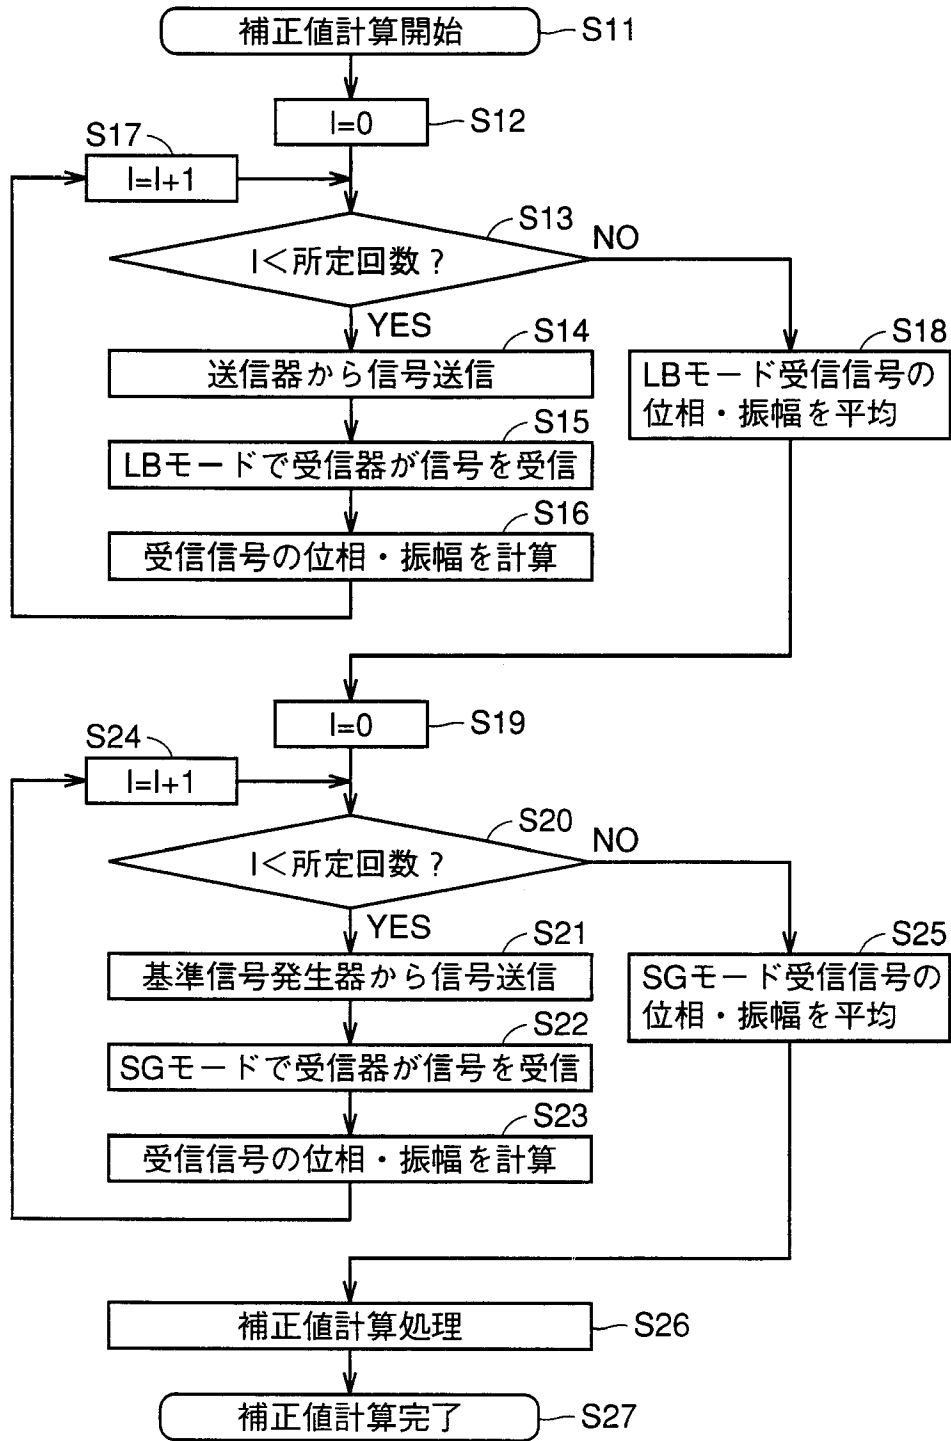 補正値計算開始
S11
I=0
S12
S17
I=I+1
S13
I<所定回数?
NO
YES
S14
送信器から信号送信
S18
LBモード受信信号の
位相・振幅を平均
S15
LBモードで受信器が信号を受信
S16
受信信号の位相・振幅を計算
I=0
S19
S24
I=I+1
S20
I<所定回数?
NO
YES
S21
基準信号発生器から信号送信
S25
SGモード受信信号の
位相・振幅を平均
S22
SGモードで受信器が信号を受信
S23
受信信号の位相・振幅を計算
補正値計算処理
S26
補正値計算完了
S27